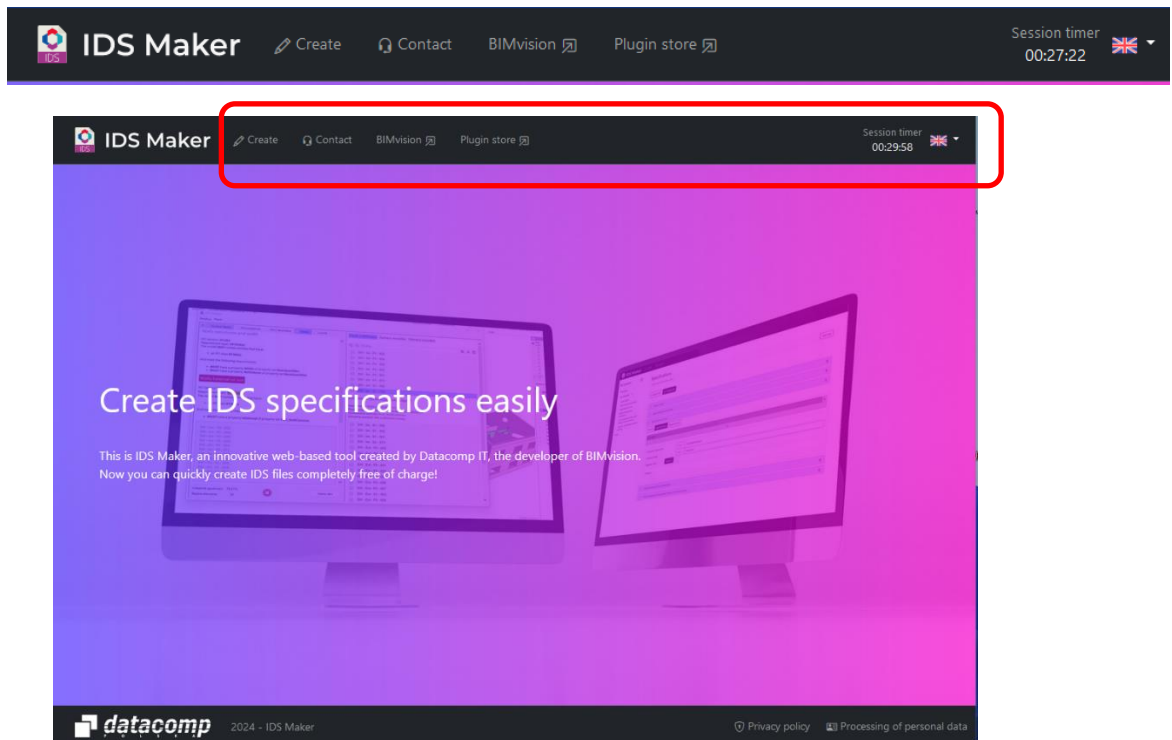 IDS
IDS Maker
Create
Contact
BIMvision
Plugin store
Session timer
00:27:22
IDS
IDS Maker
Create
Contact
BIMvision
Plugin store
Session timer
00:29:58
Create IDS specifications easily
This is IDS Maker, an innovative web-based tool created by Datacomp IT, the developer of BIMvision.
Now you can quickly create IDS files completely free of charge!
datacomp
2024 - IDS Maker
Privacy policy
Processing of personal data